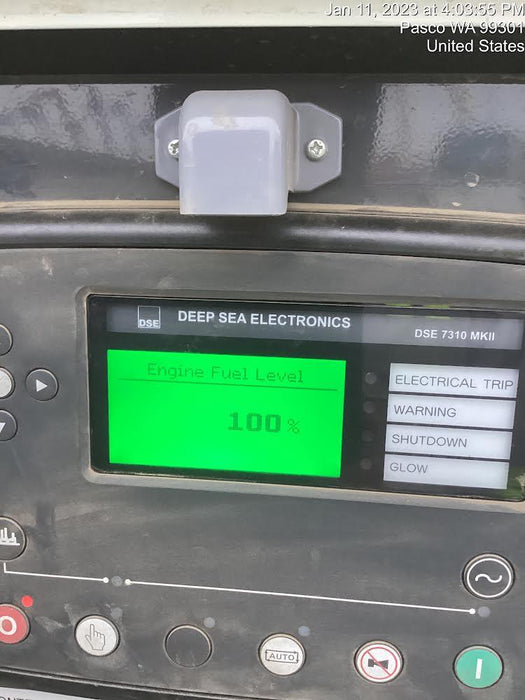 Jan 11, 2023 at 4:03:55 PM
Pasco WA 99301
United States
DSE
DEEP SEA ELECTRONICS
DSE 7310 MKII
Engine Fuel Level
100 %
ELECTRICAL TRIP
WARNING
SHUTDOWN
GLOW
O
AUTO
I